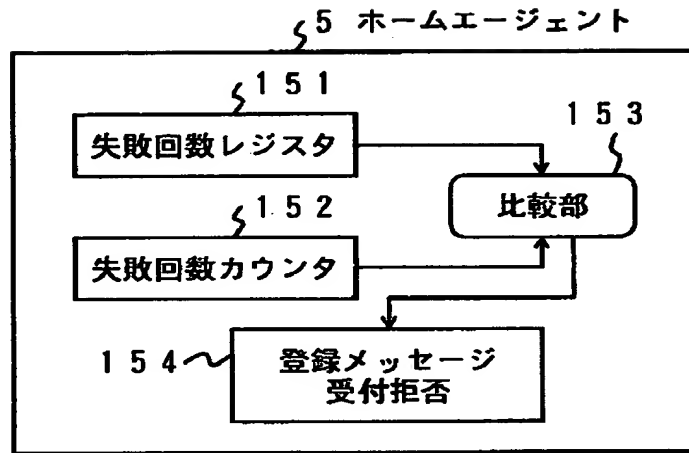 5 ホームエージェント
151
失敗回数レジスタ
153
比較部
152
失敗回数カウンタ
154
登録メッセージ
受付拒否